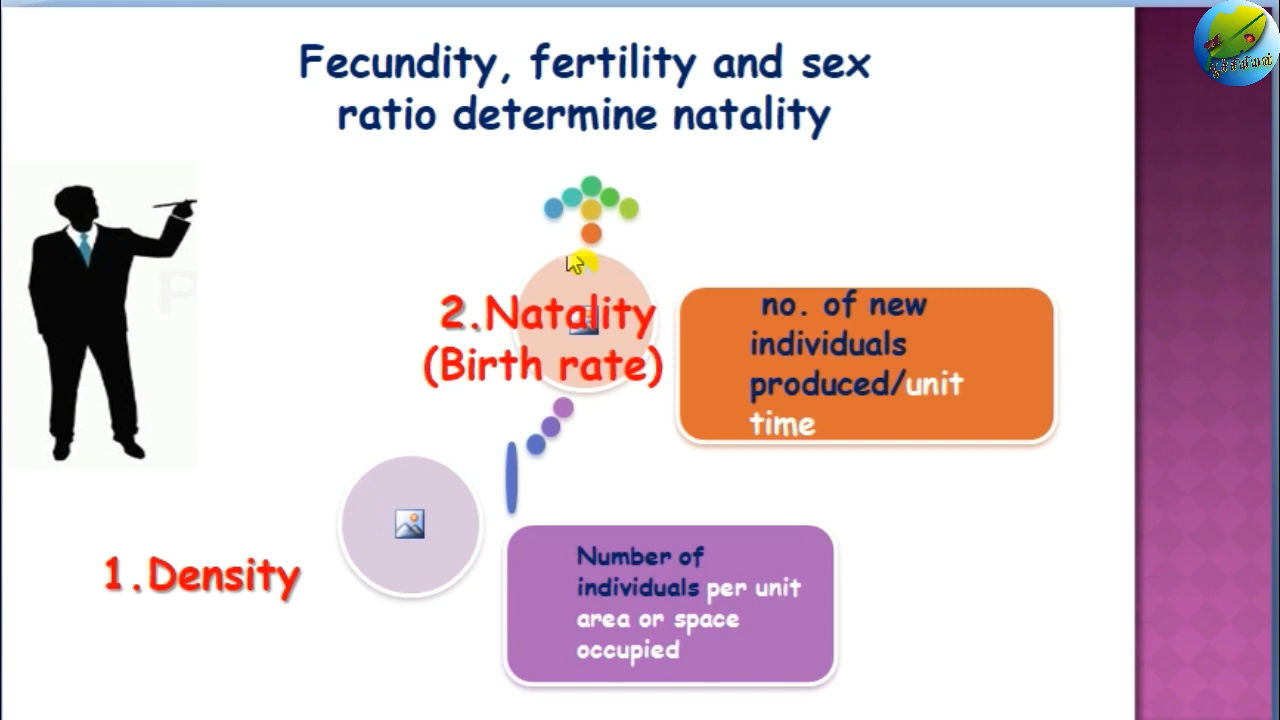 Fecundity, fertility and sex
ratio determine natality
2.Natality
(Birth rate)
no. of new
individuals
produced/unit
time
1.Density
Number of
individuals per unit
area or space
occupied